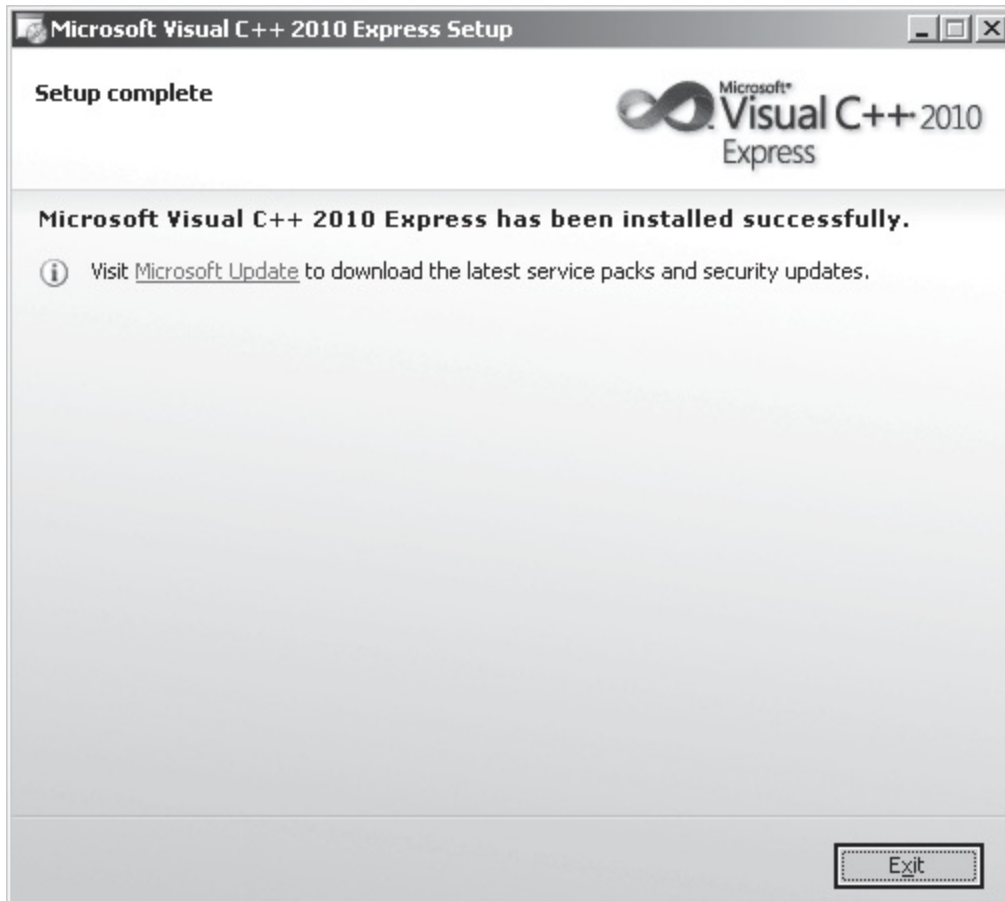 Microsoft Visual C++ 2010 Express Setup
Setup complete
Microsoft®
Visual C++ 2010
Express
Microsoft Visual C++ 2010 Express has been installed successfully.
Visit Microsoft Update to download the latest service packs and security updates.
Exit